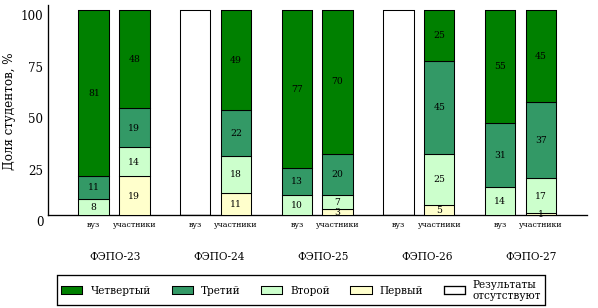 Доля студентов, %
100
75
50
25
0
81 11 8
48 19 14 19
49 22 18 11
77 13 10
70 20 7 3
25 45 25 5
55 31 14
45 37 17 1
вуз участники вуз участники вуз участники вуз участники вуз участники
ФЭПО-23 ФЭПО-24 ФЭПО-25 ФЭПО-26 ФЭПО-27
Четвертый Третий Второй Первый Результаты
отсутствуют